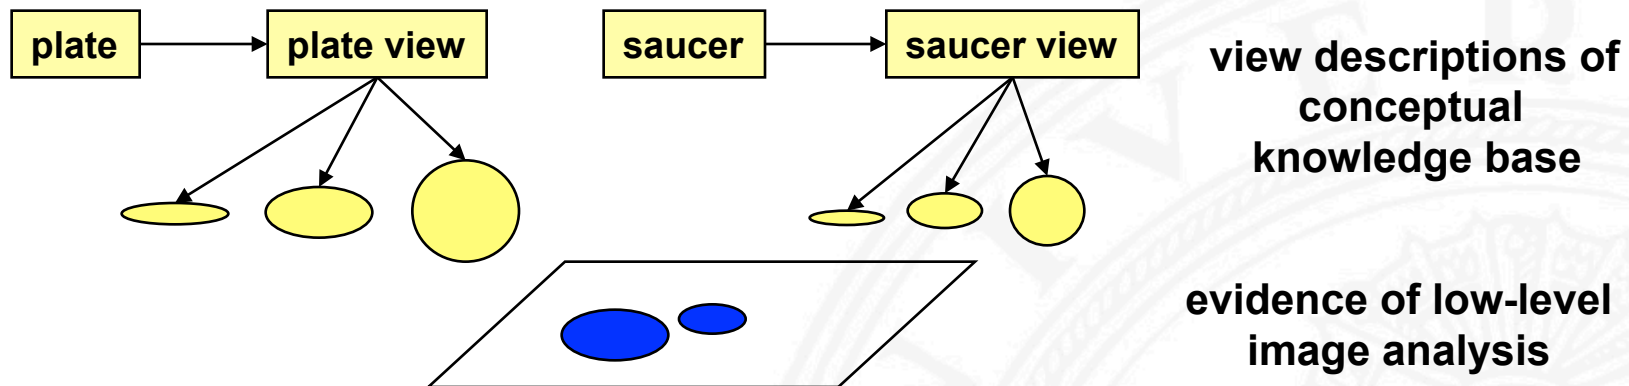 plate
plate view
saucer
saucer view
view descriptions of
conceptual
knowledge base
evidence of low-level
image analysis